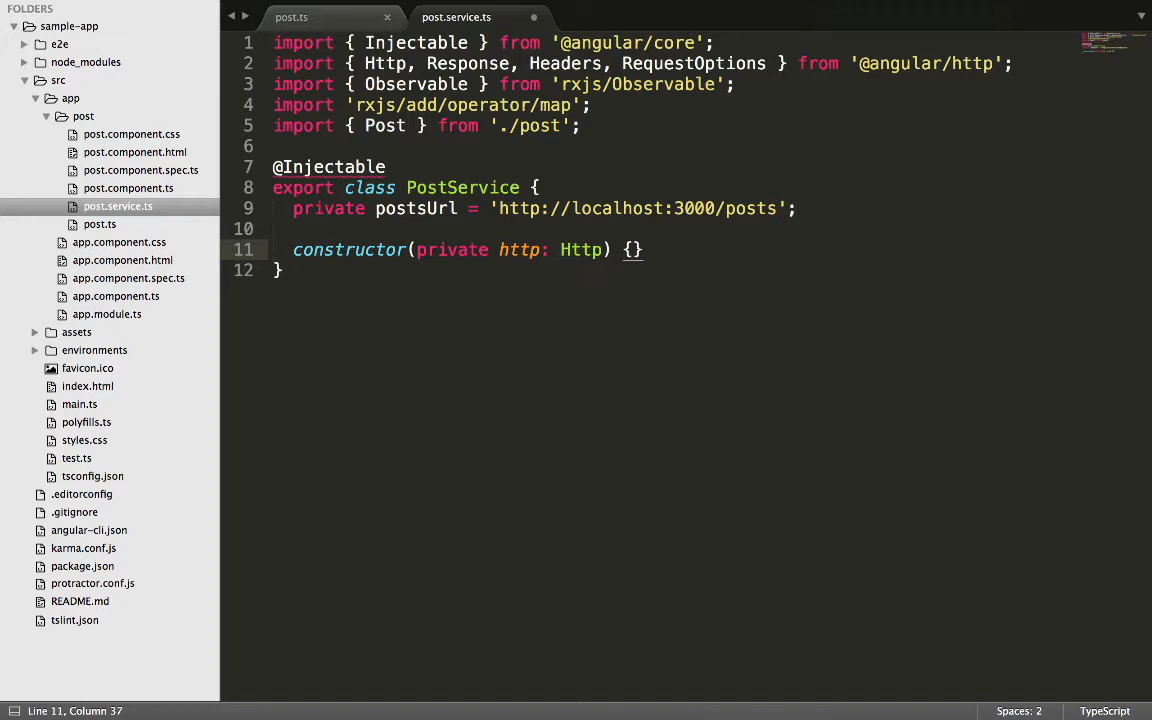 FOLDERS
sample-app
e2e
node_modules
src
app
post
post.component.css
post.component.html
post.component.spec.ts
post.component.ts
post.service.ts
post.ts
app.component.css
app.component.html
app.component.spec.ts
app.component.ts
app.module.ts
assets
environments
favicon.ico
index.html
main.ts
polyfills.ts
styles.css
test.ts
tsconfig.json
.editorconfig
.gitignore
angular-cli.json
karma.conf.js
package.json
protractor.conf.js
README.md
tslint.json
post.ts
post.service.ts
1 import { Injectable } from '@angular/core';
2 import { Http, Response, Headers, RequestOptions } from '@angular/http';
3 import { Observable } from 'rxjs/Observable';
4 import 'rxjs/add/operator/map';
5 import { Post } from './post';
6
7 @Injectable
8 export class PostService {
9 private postsUrl = 'http://localhost:3000/posts';
10
11 constructor(private http: Http) {}
12 }
Line 11, Column 37
Spaces: 2
TypeScript